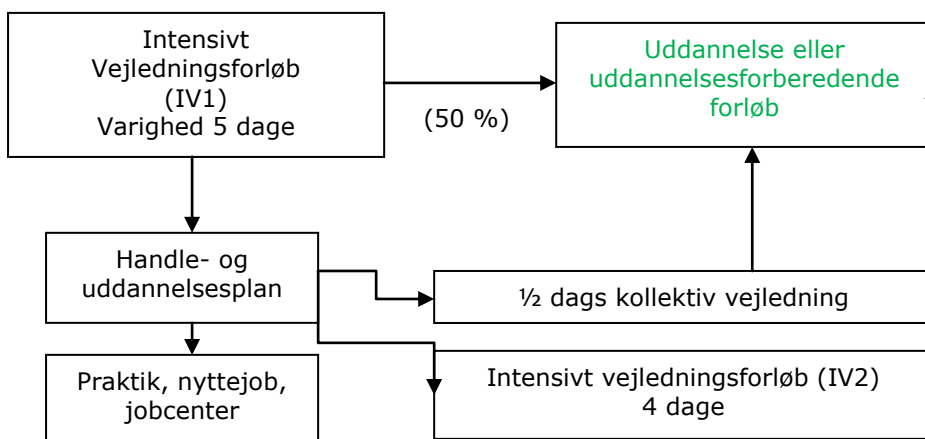 Intensivt
Vejledningsforløb
(IV1)
Varighed 5 dage
(50 %)
Uddannelse eller
uddannelsesforberedende
forløb
Handle- og
uddannelsesplan
½ dags kollektiv vejledning
Praktik, nyttejob,
jobcenter
Intensivt vejledningsforløb (IV2)
4 dage